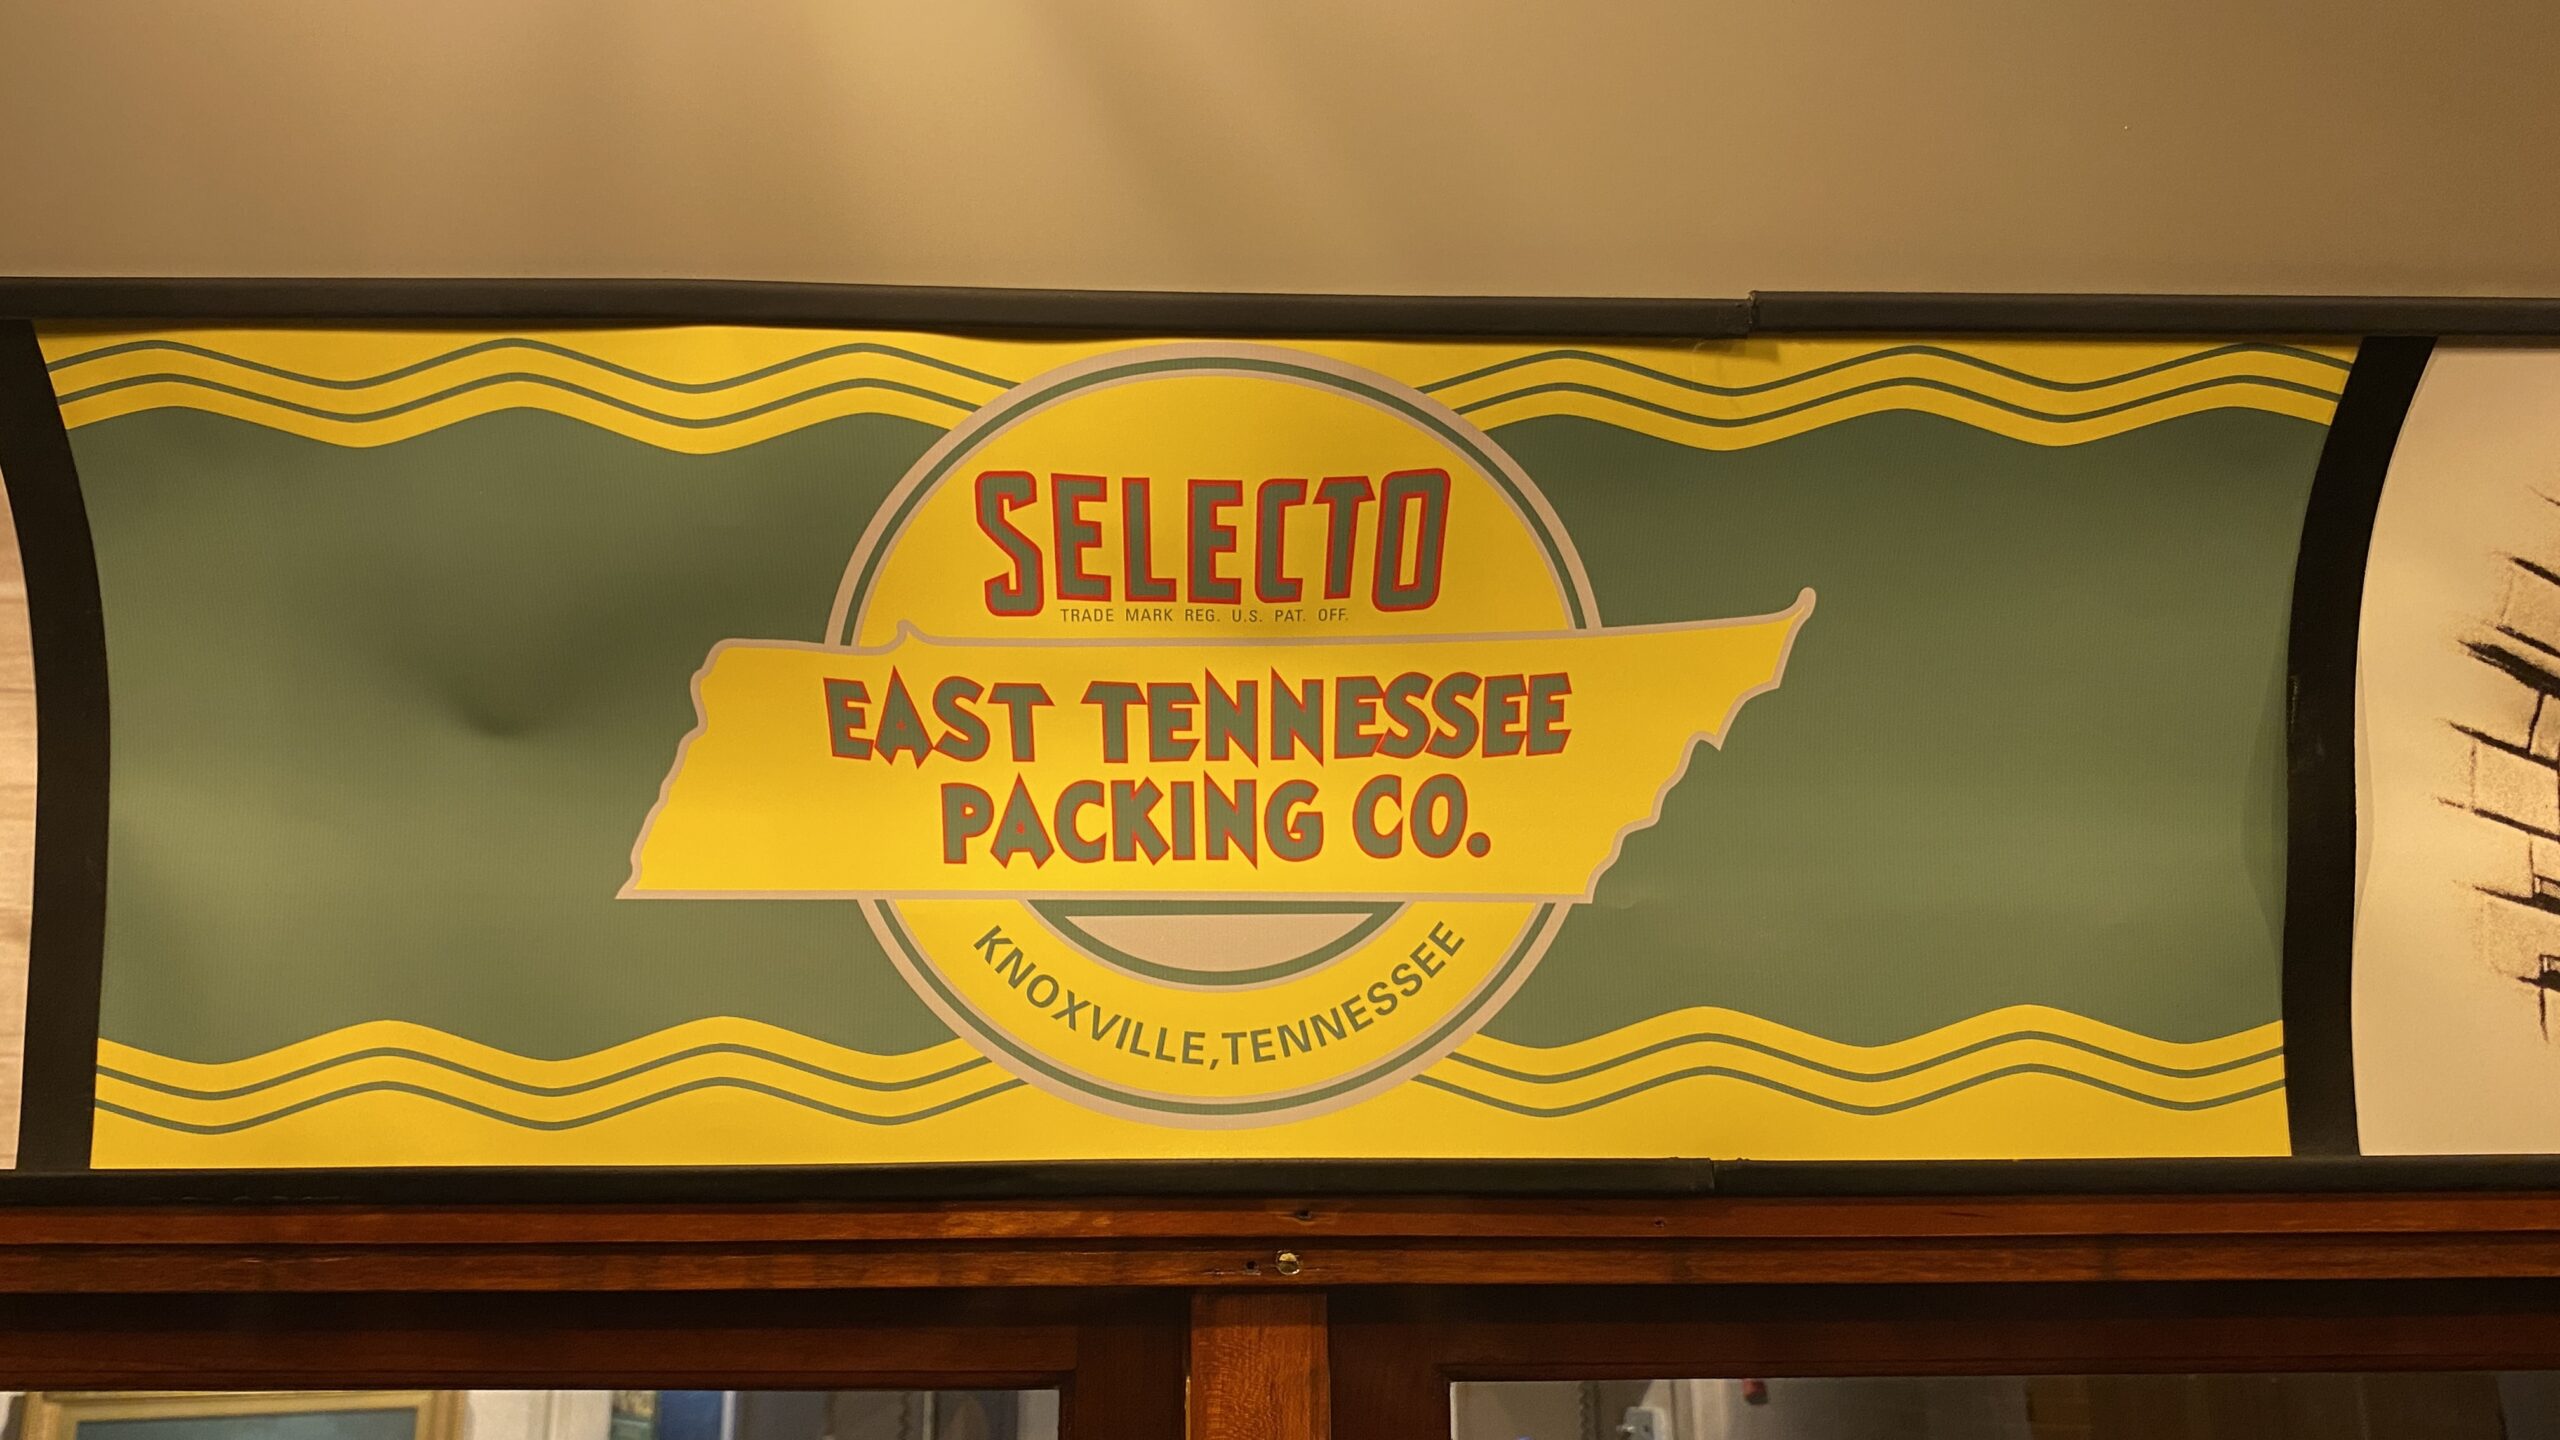 SELECTO
TRADE MARK REG. U.S. PAT. OFF.
EAST TENNESSEE
PACKING CO.
KNOXVILLE, TENNESSEE